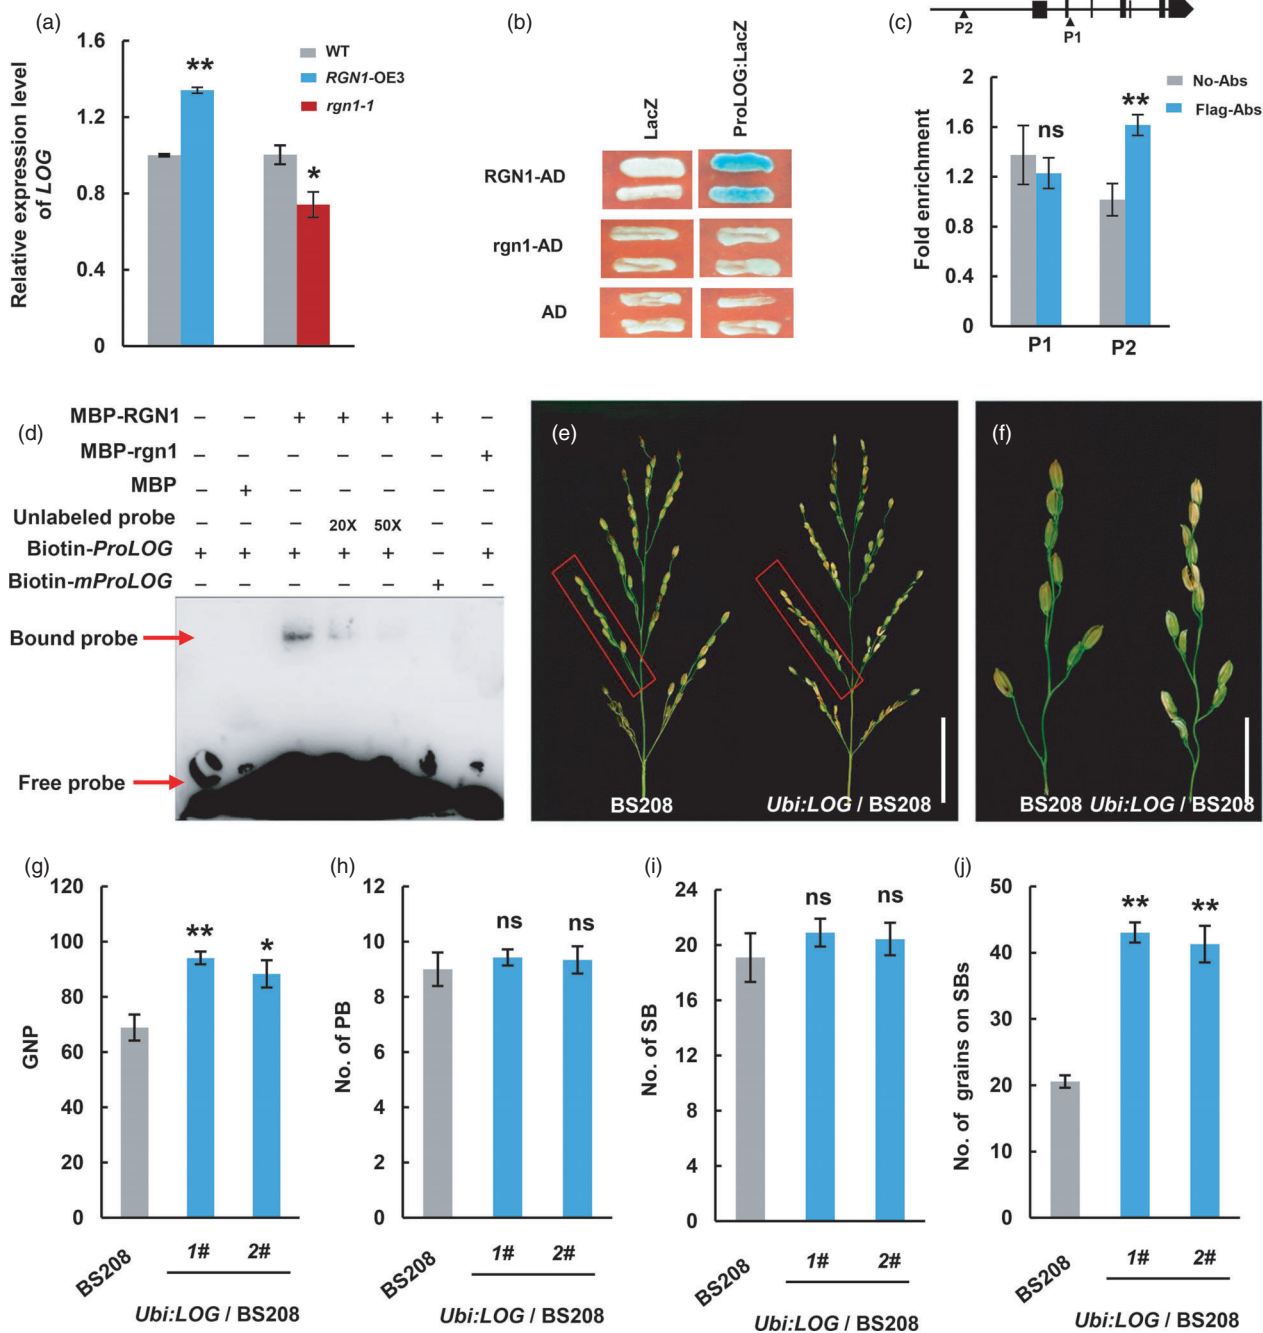 (a)
1.6
1.2
0.8
0.4
0
Relative expression level
of LOG
WT
RGN1-OE3
rgn1-1
**
*
(b)
LacZ
ProLOG:LacZ
RGN1-AD
rgn1-AD
AD
(c)
P2
P1
No-Abs
Flag-Abs
Fold enrichment
2
1.6
1.2
0.8
0.4
0
ns
**
P1
P2
(d)
MBP-RGN1 – – + + + + –
MBP-rgn1 – – – – – – +
MBP – + – – – – –
Unlabeled probe – – – 20X 50X – –
Biotin-ProLOG + + + + + – +
Biotin-mProLOG – – – – – + –
Bound probe
Free probe
(e)
BS208
Ubi:LOG / BS208
(f)
BS208
Ubi:LOG / BS208
(g)
GNP
120
100
80
60
40
20
0
**
*
BS208
1#
2#
Ubi:LOG / BS208
(h)
No. of PB
12
10
8
6
4
2
0
ns
ns
BS208
1#
2#
Ubi:LOG / BS208
(i)
No. of SB
24
20
16
12
8
4
0
ns
ns
BS208
1#
2#
Ubi:LOG / BS208
(j)
No. of grains on SBs
50
40
30
20
10
0
**
**
BS208
1#
2#
Ubi:LOG / BS208